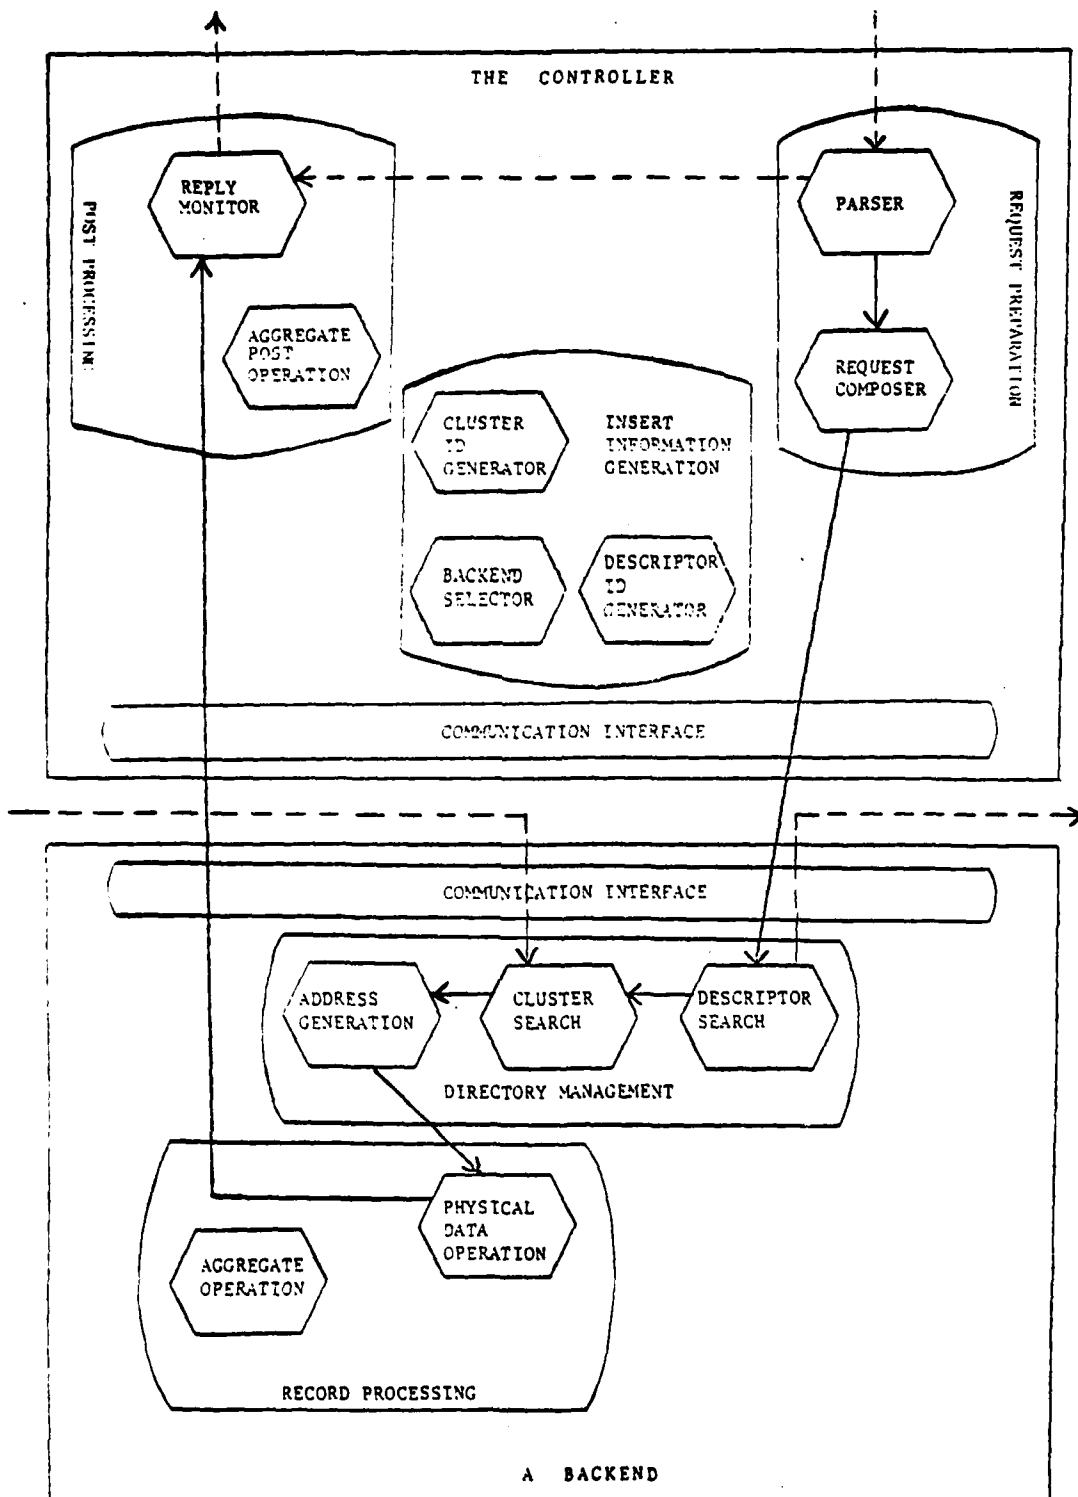 THE CONTROLLER
REPLY
MONITOR
POST PROCESSING
AGGREGATE
POST
OPERATION
PARSER
REQUEST
COMPOSER
REQUEST PREPARATION
CLUSTER
ID
GENERATOR
INSERT
INFORMATION
GENERATION
BACKEND
SELECTOR
DESCRIPTOR
ID
GENERATOR
COMMUNICATION INTERFACE
COMMUNICATION INTERFACE
ADDRESS
GENERATION
CLUSTER
SEARCH
DESCRIPTOR
SEARCH
DIRECTORY MANAGEMENT
PHYSICAL
DATA
OPERATION
AGGREGATE
OPERATION
RECORD PROCESSING
A BACKEND